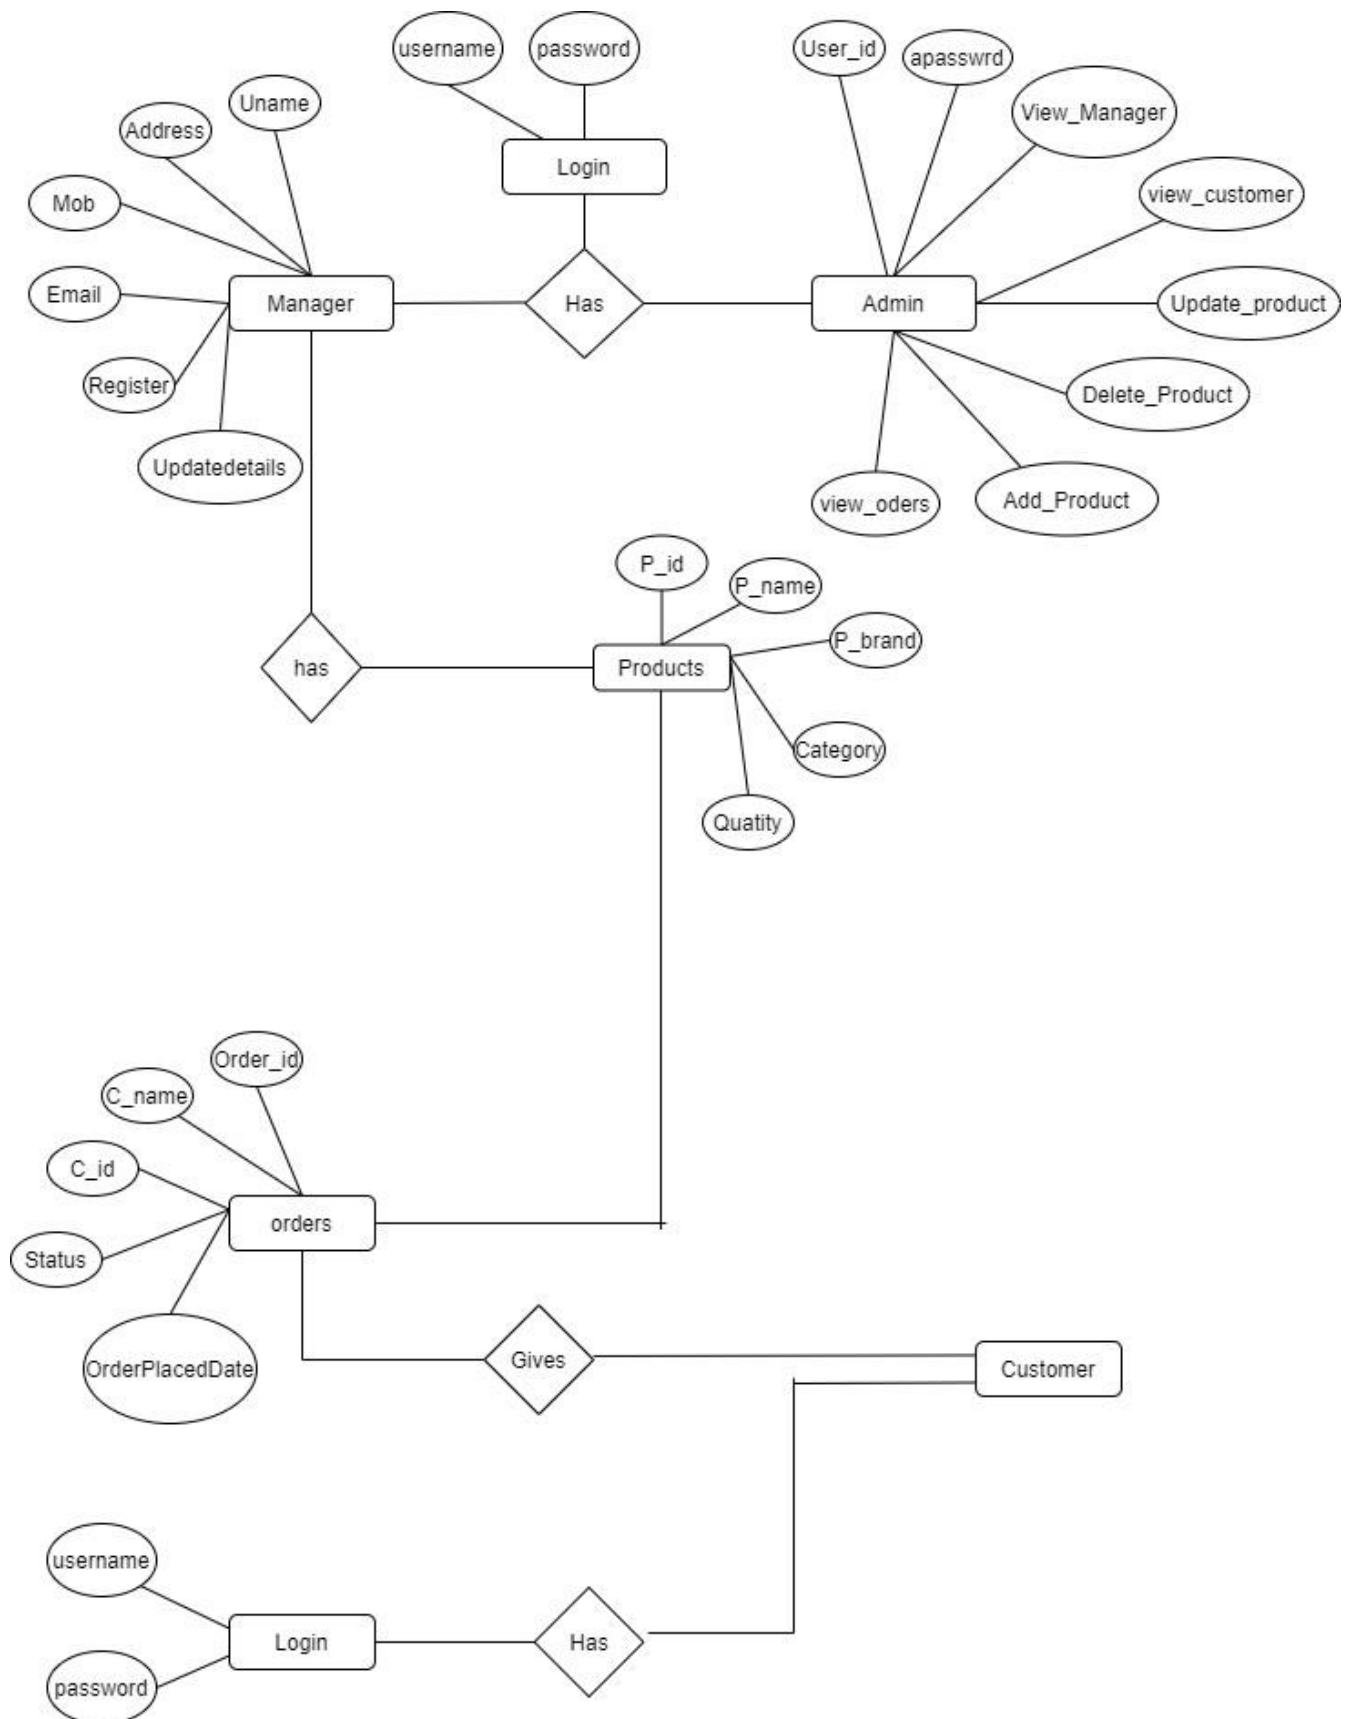 username
password
User_id
apasswrd
Uname
View_Manager
Address
Login
Mob
view_customer
Email
Manager
Has
Admin
Update_product
Register
Delete_Product
Updatedetails
view_oders
Add_Product
P_id
P_name
P_brand
has
Products
Category
Quatity
Order_id
C_name
C_id
orders
Status
OrderPlacedDate
Gives
Customer
username
Login
Has
password